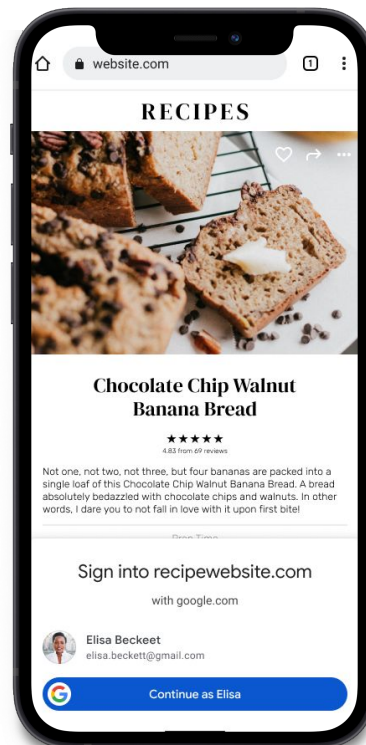 website.com
1
RECIPES
Chocolate Chip Walnut
Banana Bread
★★★★★
4.83 from 69 reviews
Not one, not two, not three, but four bananas are packed into a
single loaf of this Chocolate Chip Walnut Banana Bread. A bread
absolutely bedazzled with chocolate chips and walnuts. In other
words, I dare you to not fall in love with it upon first bite!
Prep Time
Sign into recipewebsite.com
with google.com
Elisa Beckeet
elisa.beckett@gmail.com
G
Continue as Elisa